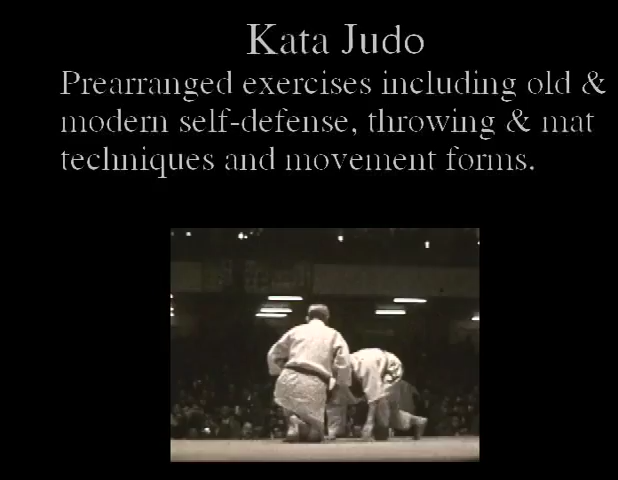 Kata Judo
Prearranged exercises including old &
modern self-defense, throwing & mat
techniques and movement forms.